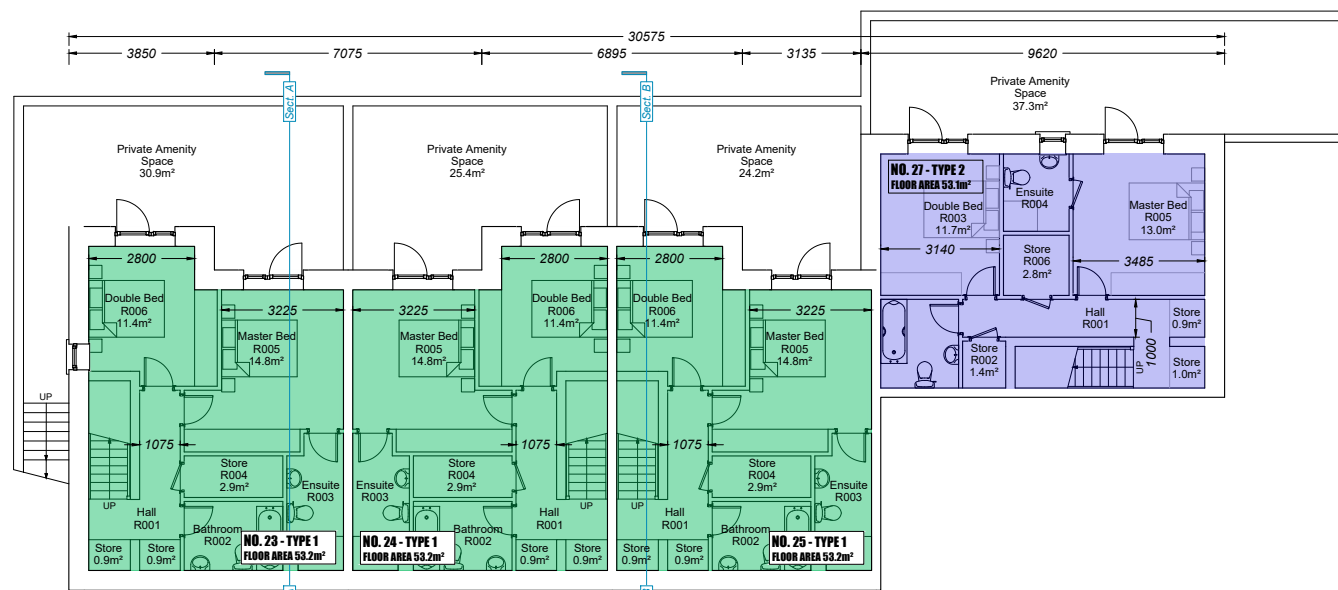 30575
3850
7075
6895
3135
9620
Sect. A
Sect. B
Private Amenity
Space
37.3m²
Private Amenity
Space
30.9m²
Private Amenity
Space
25.4m²
Private Amenity
Space
24.2m²
NO. 27 - TYPE 2
FLOOR AREA 53.1m²
Double Bed
R003
11.7m²
3140
Ensuite
R004
Master Bed
R005
13.0m²
3485
Store
R006
2.8m²
Hall
R001
1000
UP
Store
0.9m²
Store
1.0m²
Store
R002
1.4m²
UP
2800
Double Bed
R006
11.4m²
3225
Master Bed
R005
14.8m²
1075
Store
R004
2.9m²
Ensuite
R003
UP
Hall
R001
Bathroom
R002
Store
0.9m²
Store
0.9m²
NO. 23 - TYPE 1
FLOOR AREA 53.2m²
3225
Master Bed
R005
14.8m²
2800
Double Bed
R006
11.4m²
1075
Store
R004
2.9m²
Ensuite
R003
UP
Hall
R001
Bathroom
R002
Store
0.9m²
Store
0.9m²
NO. 24 - TYPE 1
FLOOR AREA 53.2m²
2800
Double Bed
R006
11.4m²
3225
Master Bed
R005
14.8m²
1075
Store
R004
2.9m²
Ensuite
R003
UP
Hall
R001
Bathroom
R002
Store
0.9m²
Store
0.9m²
NO. 25 - TYPE 1
FLOOR AREA 53.2m²